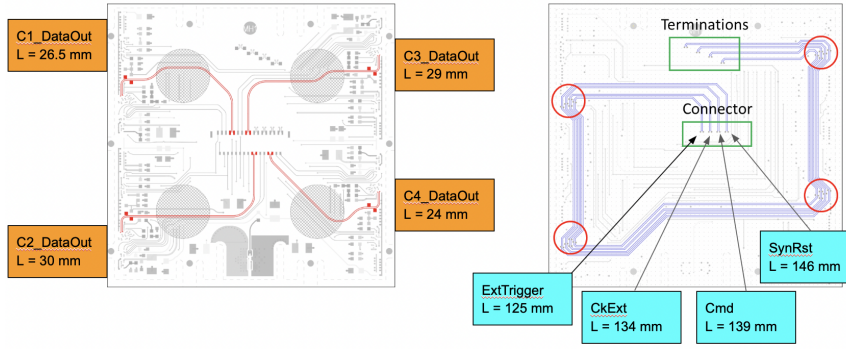 C1_DataOut
L = 26.5 mm
C3_DataOut
L = 29 mm
C2_DataOut
L = 30 mm
C4_DataOut
L = 24 mm
Terminations
Connector
ExtTrigger
L = 125 mm
CkExt
L = 134 mm
Cmd
L = 139 mm
SynRst
L = 146 mm